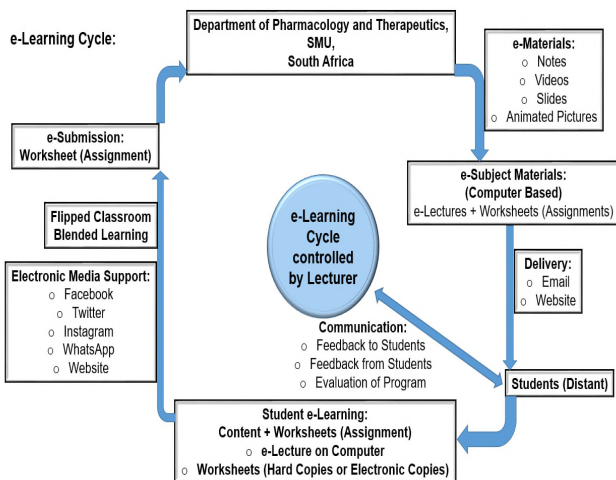 e-Learning Cycle:
Department of Pharmacology and Therapeutics,
SMU,
South Africa
e-Materials:
o Notes
o Videos
o Slides
o Animated Pictures
e-Submission:
Worksheet (Assignment)
e-Subject Materials:
(Computer Based)
e-Lectures + Worksheets (Assignments)
Flipped Classroom
Blended Learning
e-Learning
Cycle
controlled
by Lecturer
Delivery:
o Email
o Website
Electronic Media Support:
o Facebook
o Twitter
o Instagram
o WhatsApp
o Website
Communication:
o Feedback to Students
o Feedback from Students
o Evaluation of Program
Students (Distant)
Student e-Learning:
Content + Worksheets (Assignment)
o e-Lecture on Computer
o Worksheets (Hard Copies or Electronic Copies)